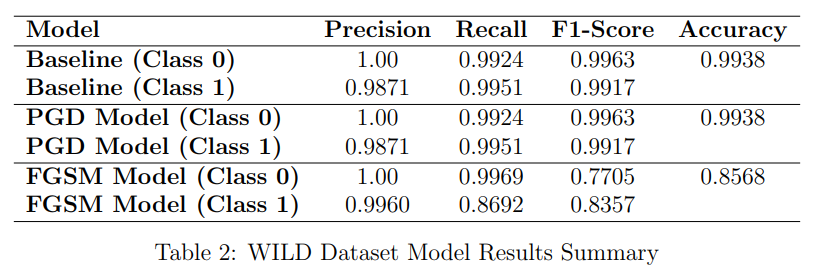 Model Precision Recall F1-Score Accuracy
Baseline (Class 0) 1.00 0.9924 0.9963 0.9938
Baseline (Class 1) 0.9871 0.9951 0.9917
PGD Model (Class 0) 1.00 0.9924 0.9963 0.9938
PGD Model (Class 1) 0.9871 0.9951 0.9917
FGSM Model (Class 0) 1.00 0.9969 0.7705 0.8568
FGSM Model (Class 1) 0.9960 0.8692 0.8357
Table 2: WILD Dataset Model Results Summary